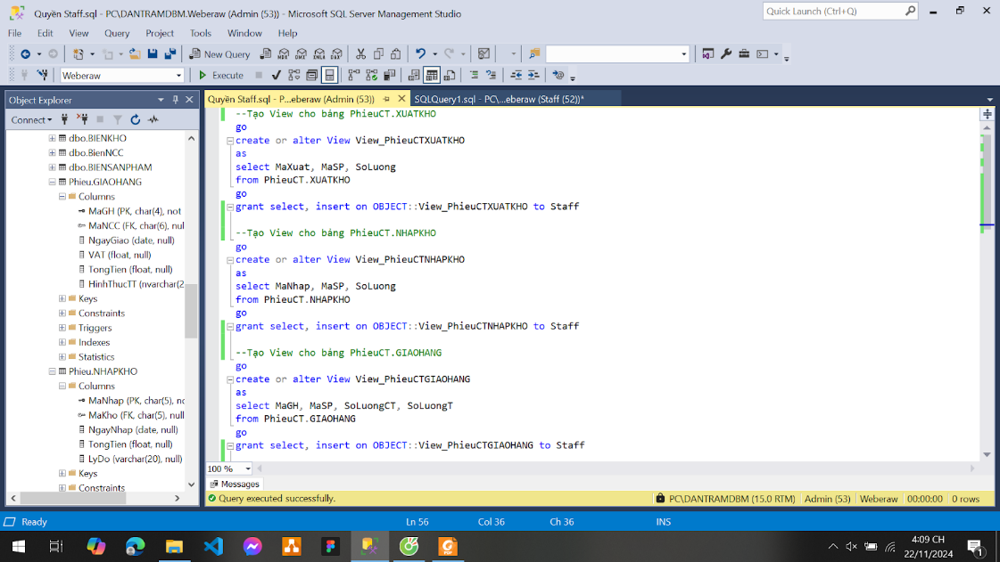 Quyền Staff.sql - PC\DANTRAMDBM.Weberaw (Admin (53)) - Microsoft SQL Server Management Studio
Quick Launch (Ctrl+Q)
File Edit View Query Project Tools Window Help
New Query
MDX DMX XMLA DAX
Weberaw
Execute
Object Explorer
Quyền Staff.sql - P...eberaw (Admin (53))
SQLQuery1.sql - PC\...eberaw (Staff (52))*
Connect
dbo.BIENKHO
dbo.BienNCC
dbo.BIENSANPHAM
Phieu.GIAOHANG
Columns
MaGH (PK, char(4), not
MaNCC (FK, char(6), nul
NgayGiao (date, null)
VAT (float, null)
TongTien (float, null)
HinhThucTT (nvarchar(2
Keys
Constraints
Triggers
Indexes
Statistics
Phieu.NHAPKHO
Columns
MaNhap (PK, char(5), no
MaKho (FK, char(5), null
NgayNhap (date, null)
TongTien (float, null)
LyDo (varchar(20), null)
Keys
Constraints
--Tạo View cho bảng PhieuCT.XUATKHO
go
create or alter View View_PhieuCTXUATKHO
as
select MaXuat, MaSP, SoLuong
from PhieuCT.XUATKHO
go
grant select, insert on OBJECT::View_PhieuCTXUATKHO to Staff
--Tạo View cho bảng PhieuCT.NHAPKHO
go
create or alter View View_PhieuCTNHAPKHO
as
select MaNhap, MaSP, SoLuong
from PhieuCT.NHAPKHO
go
grant select, insert on OBJECT::View_PhieuCTNHAPKHO to Staff
--Tạo View cho bảng PhieuCT.GIAOHANG
go
create or alter View View_PhieuCTGIAOHANG
as
select MaGH, MaSP, SoLuongCT, SoLuongT
from PhieuCT.GIAOHANG
go
grant select, insert on OBJECT::View_PhieuCTGIAOHANG to Staff
100 %
Messages
Query executed successfully.
PC\DANTRAMDBM (15.0 RTM) Admin (53) Weberaw 00:00:00 0 rows
Ready Ln 56 Col 36 Ch 36 INS
4:09 CH
22/11/2024
1